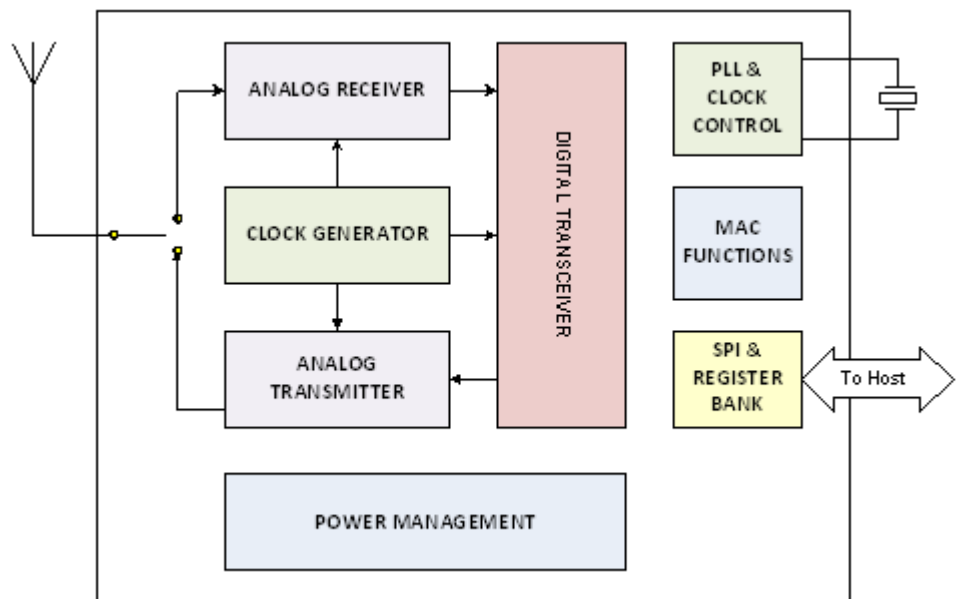 ANALOG RECEIVER
PLL &
CLOCK
CONTROL
DIGITAL TRANSCEIVER
CLOCK GENERATOR
MAC
FUNCTIONS
ANALOG
TRANSMITTER
SPI &
REGISTER
BANK
To Host
POWER MANAGEMENT